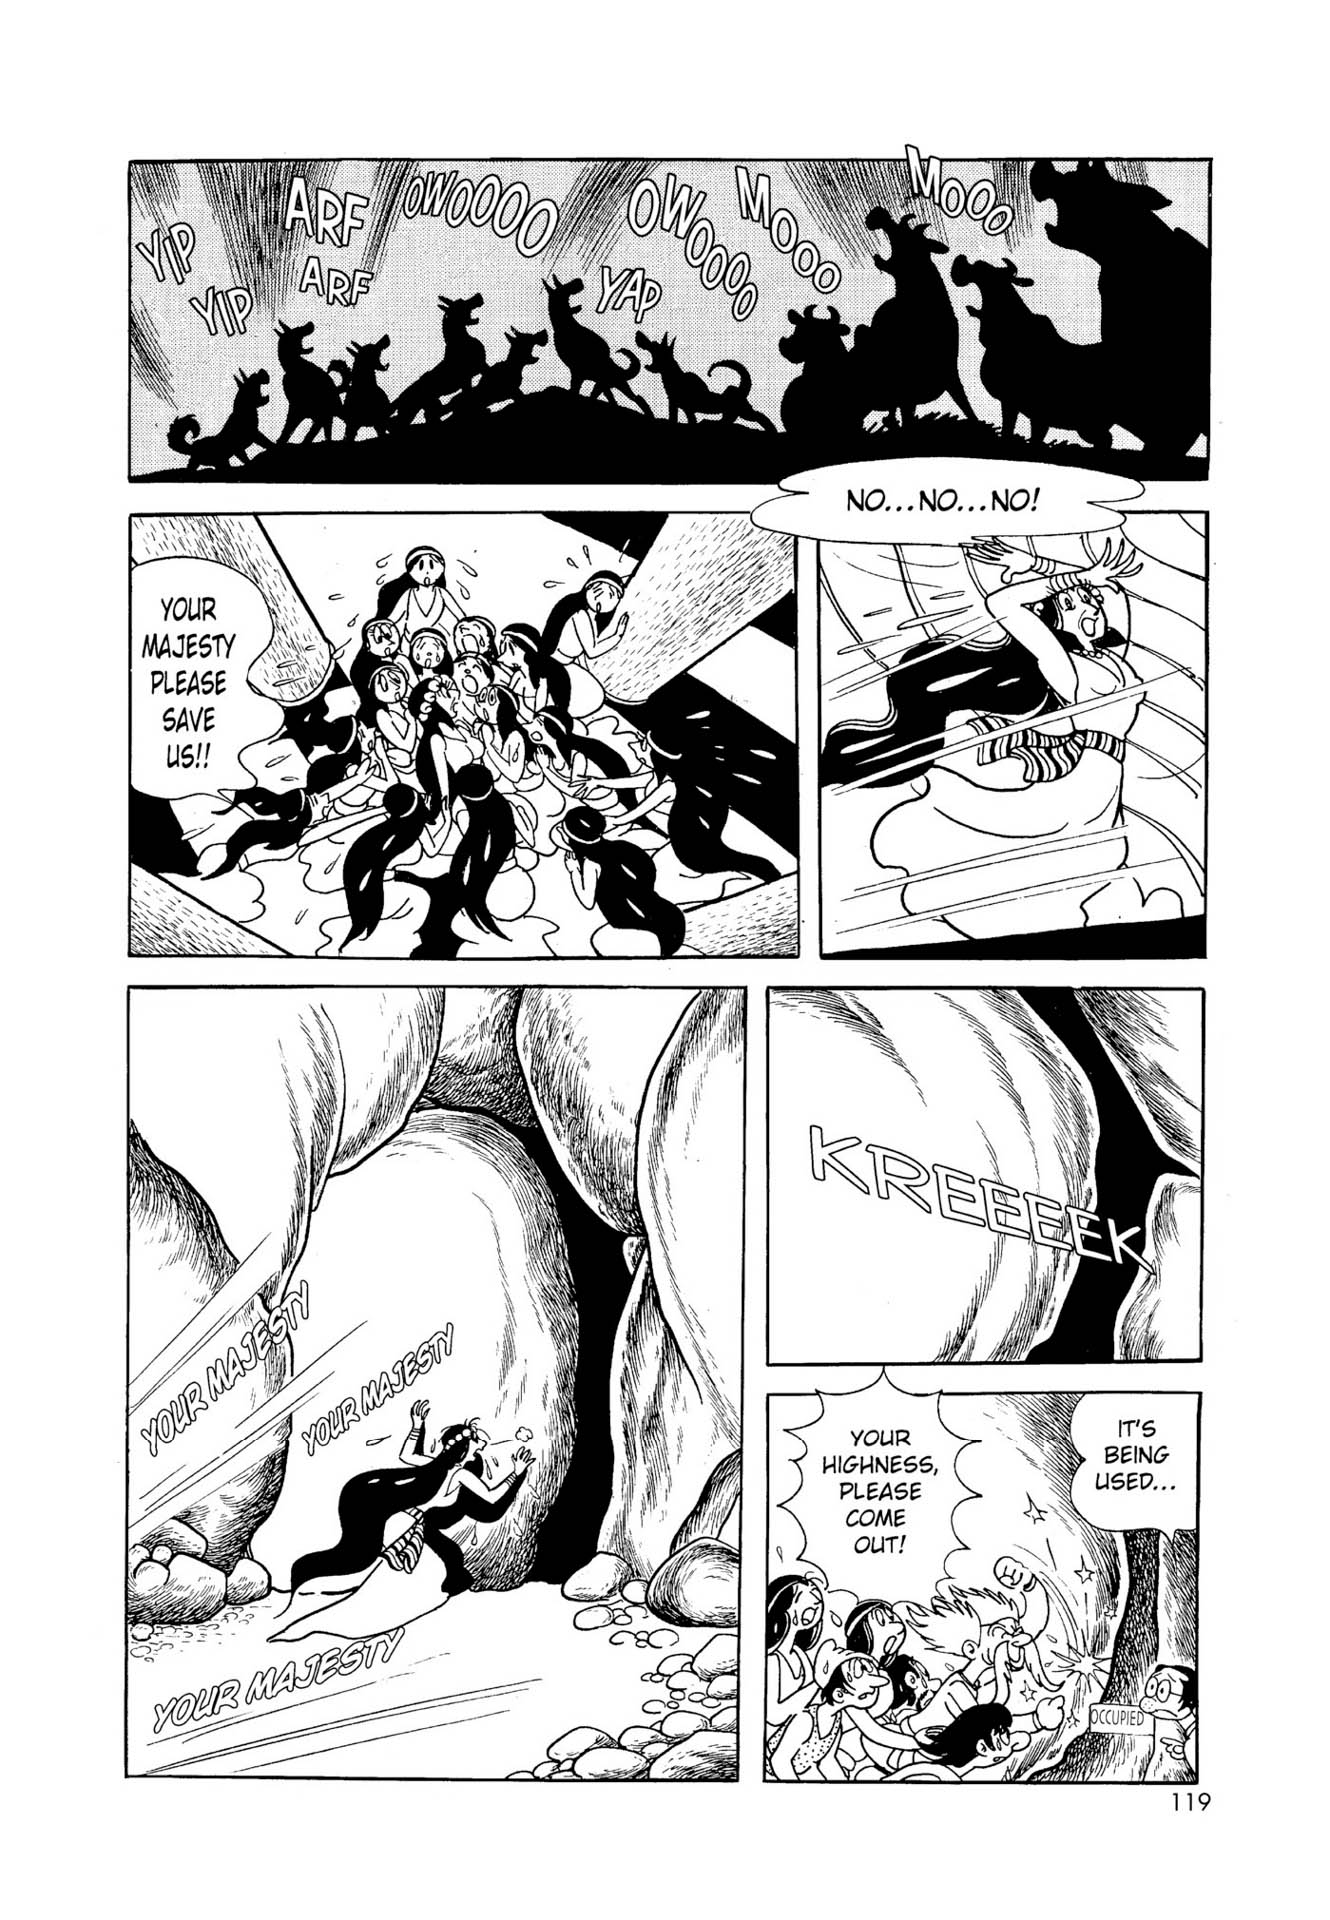 YIP
YIP
ARF
ARF
OWOOOO
YAP
OWOOOO
MOOO
MOOO
YOUR
MAJESTY
PLEASE
SAVE
US!!
NO...NO...NO!
YOUR MAJESTY
YOUR MAJESTY
YOUR MAJESTY
KREEEEEK
YOUR
HIGHNESS,
PLEASE
COME
OUT!
IT'S
BEING
USED...
OCCUPIED
119